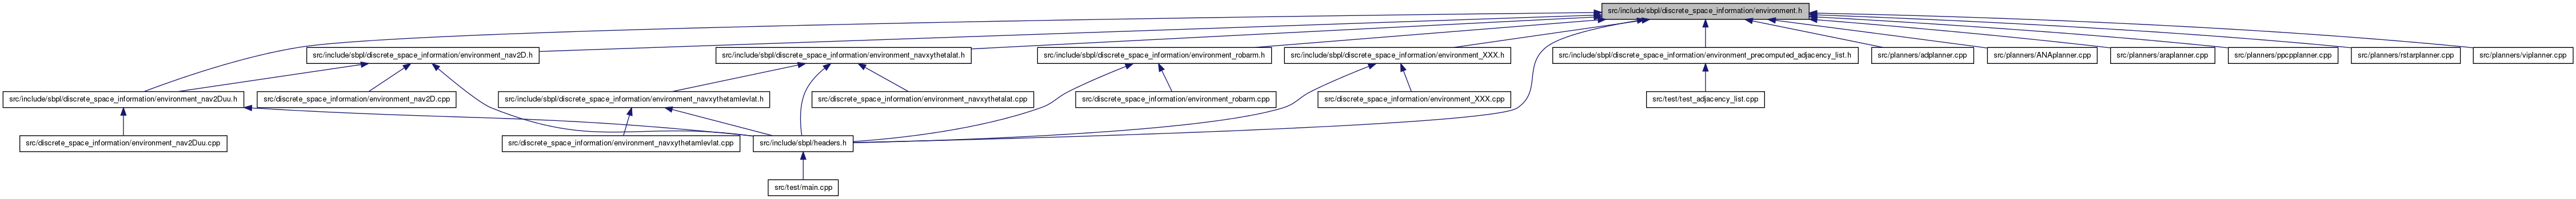 src/include/sbpl/discrete_space_information/environment.h
src/include/sbpl/discrete_space_information/environment_nav2D.h
src/include/sbpl/discrete_space_information/environment_navxythetalat.h
src/include/sbpl/discrete_space_information/environment_robarm.h
src/include/sbpl/discrete_space_information/environment_XXX.h
src/include/sbpl/discrete_space_information/environment_precomputed_adjacency_list.h
src/planners/adplanner.cpp
src/planners/ANAplanner.cpp
src/planners/araplanner.cpp
src/planners/ppcpplanner.cpp
src/planners/rstarplanner.cpp
src/planners/viplanner.cpp
src/include/sbpl/discrete_space_information/environment_nav2Duu.h
src/discrete_space_information/environment_nav2D.cpp
src/include/sbpl/discrete_space_information/environment_navxythetamlevlat.h
src/discrete_space_information/environment_navxythetalat.cpp
src/discrete_space_information/environment_robarm.cpp
src/discrete_space_information/environment_XXX.cpp
src/test/test_adjacency_list.cpp
src/discrete_space_information/environment_nav2Duu.cpp
src/discrete_space_information/environment_navxythetamlevlat.cpp
src/include/sbpl/headers.h
src/test/main.cpp